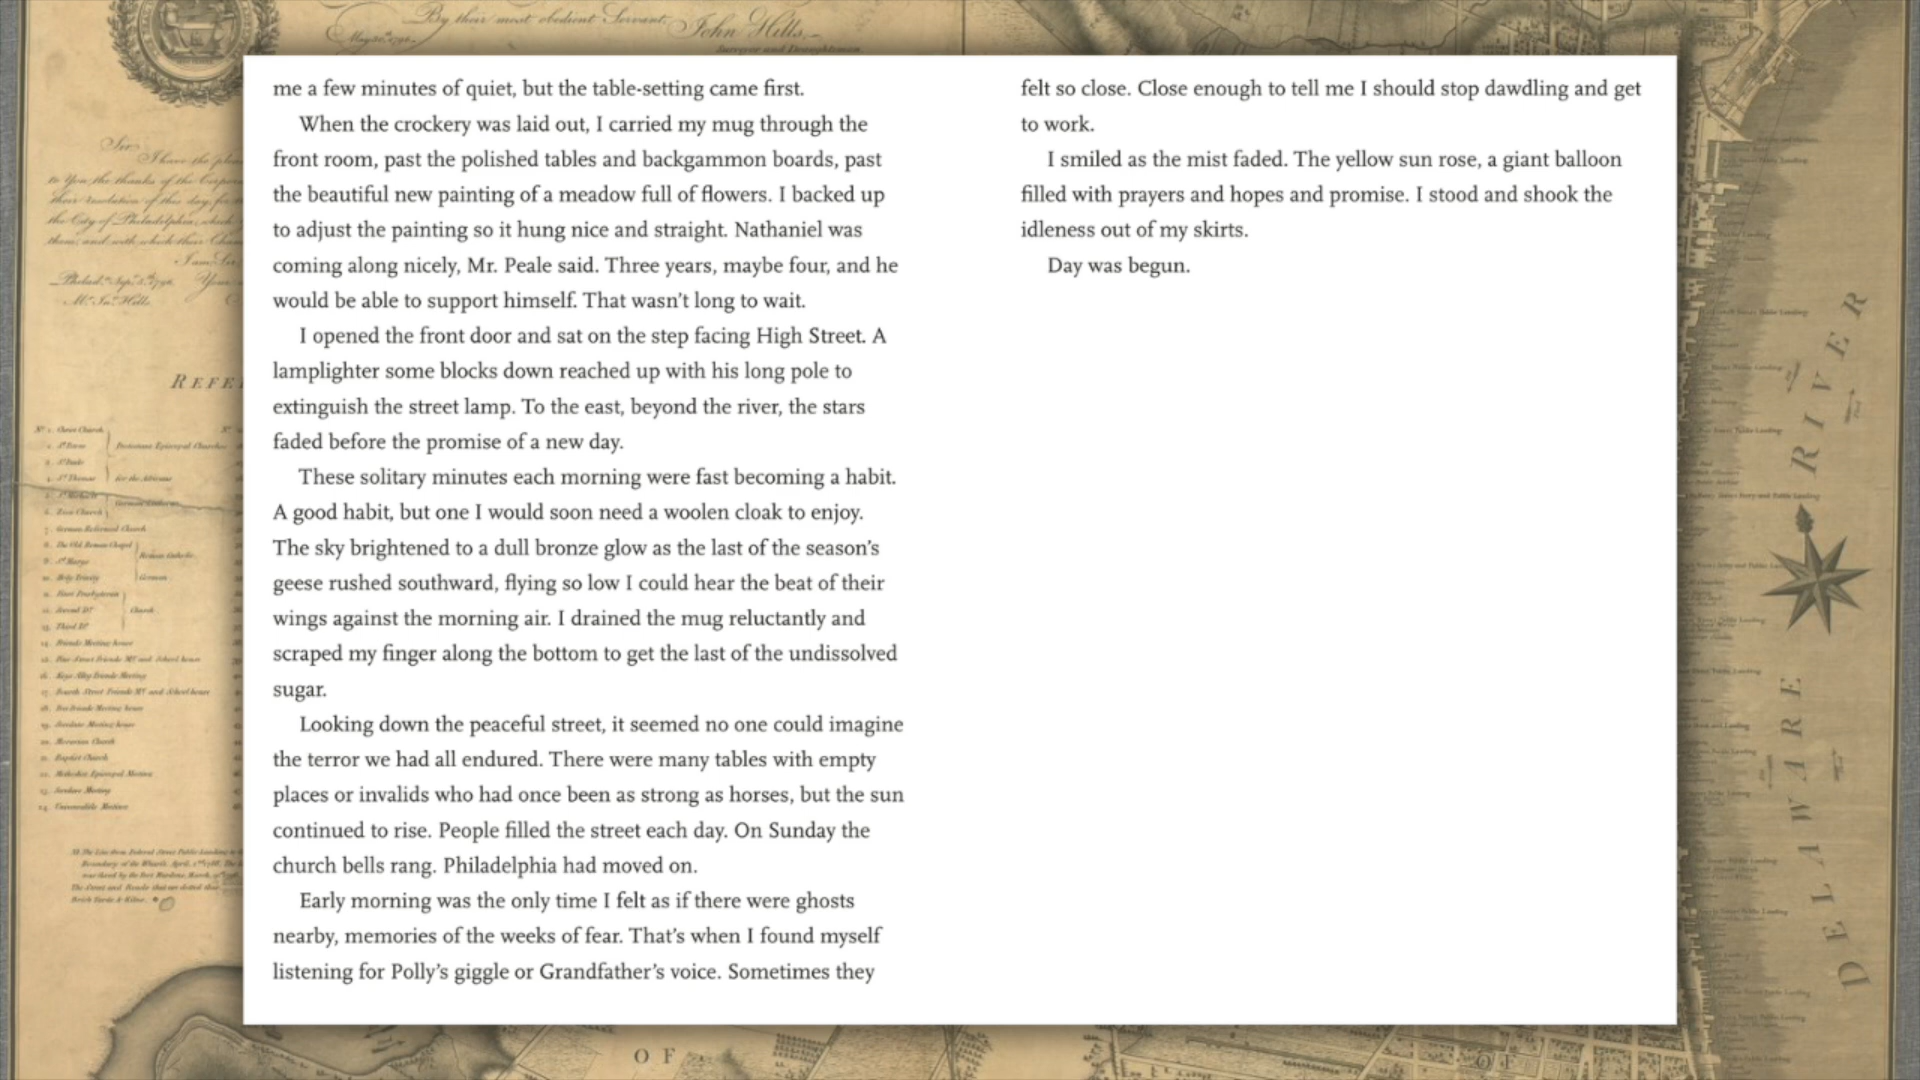 By their most obedient Servant,
John Hills,
Surveyor and Draughtsman
me a few minutes of quiet, but the table-setting came first.
When the crockery was laid out, I carried my mug through the
front room, past the polished tables and backgammon boards, past
the beautiful new painting of a meadow full of flowers. I backed up
to adjust the painting so it hung nice and straight. Nathaniel was
coming along nicely, Mr. Peale said. Three years, maybe four, and he
would be able to support himself. That wasn't long to wait.
I opened the front door and sat on the step facing High Street. A
lamplighter some blocks down reached up with his long pole to
extinguish the street lamp. To the east, beyond the river, the stars
faded before the promise of a new day.
These solitary minutes each morning were fast becoming a habit.
A good habit, but one I would soon need a woolen cloak to enjoy.
The sky brightened to a dull bronze glow as the last of the season's
geese rushed southward, flying so low I could hear the beat of their
wings against the morning air. I drained the mug reluctantly and
scraped my finger along the bottom to get the last of the undissolved
sugar.
Looking down the peaceful street, it seemed no one could imagine
the terror we had all endured. There were many tables with empty
places or invalids who had once been as strong as horses, but the sun
continued to rise. People filled the street each day. On Sunday the
church bells rang. Philadelphia had moved on.
Early morning was the only time I felt as if there were ghosts
nearby, memories of the weeks of fear. That's when I found myself
listening for Polly's giggle or Grandfather's voice. Sometimes they
felt so close. Close enough to tell me I should stop dawdling and get
to work.
I smiled as the mist faded. The yellow sun rose, a giant balloon
filled with prayers and hopes and promise. I stood and shook the
idleness out of my skirts.
Day was begun.
Sir
REFE
DELAWARE RIVER
OF
OF